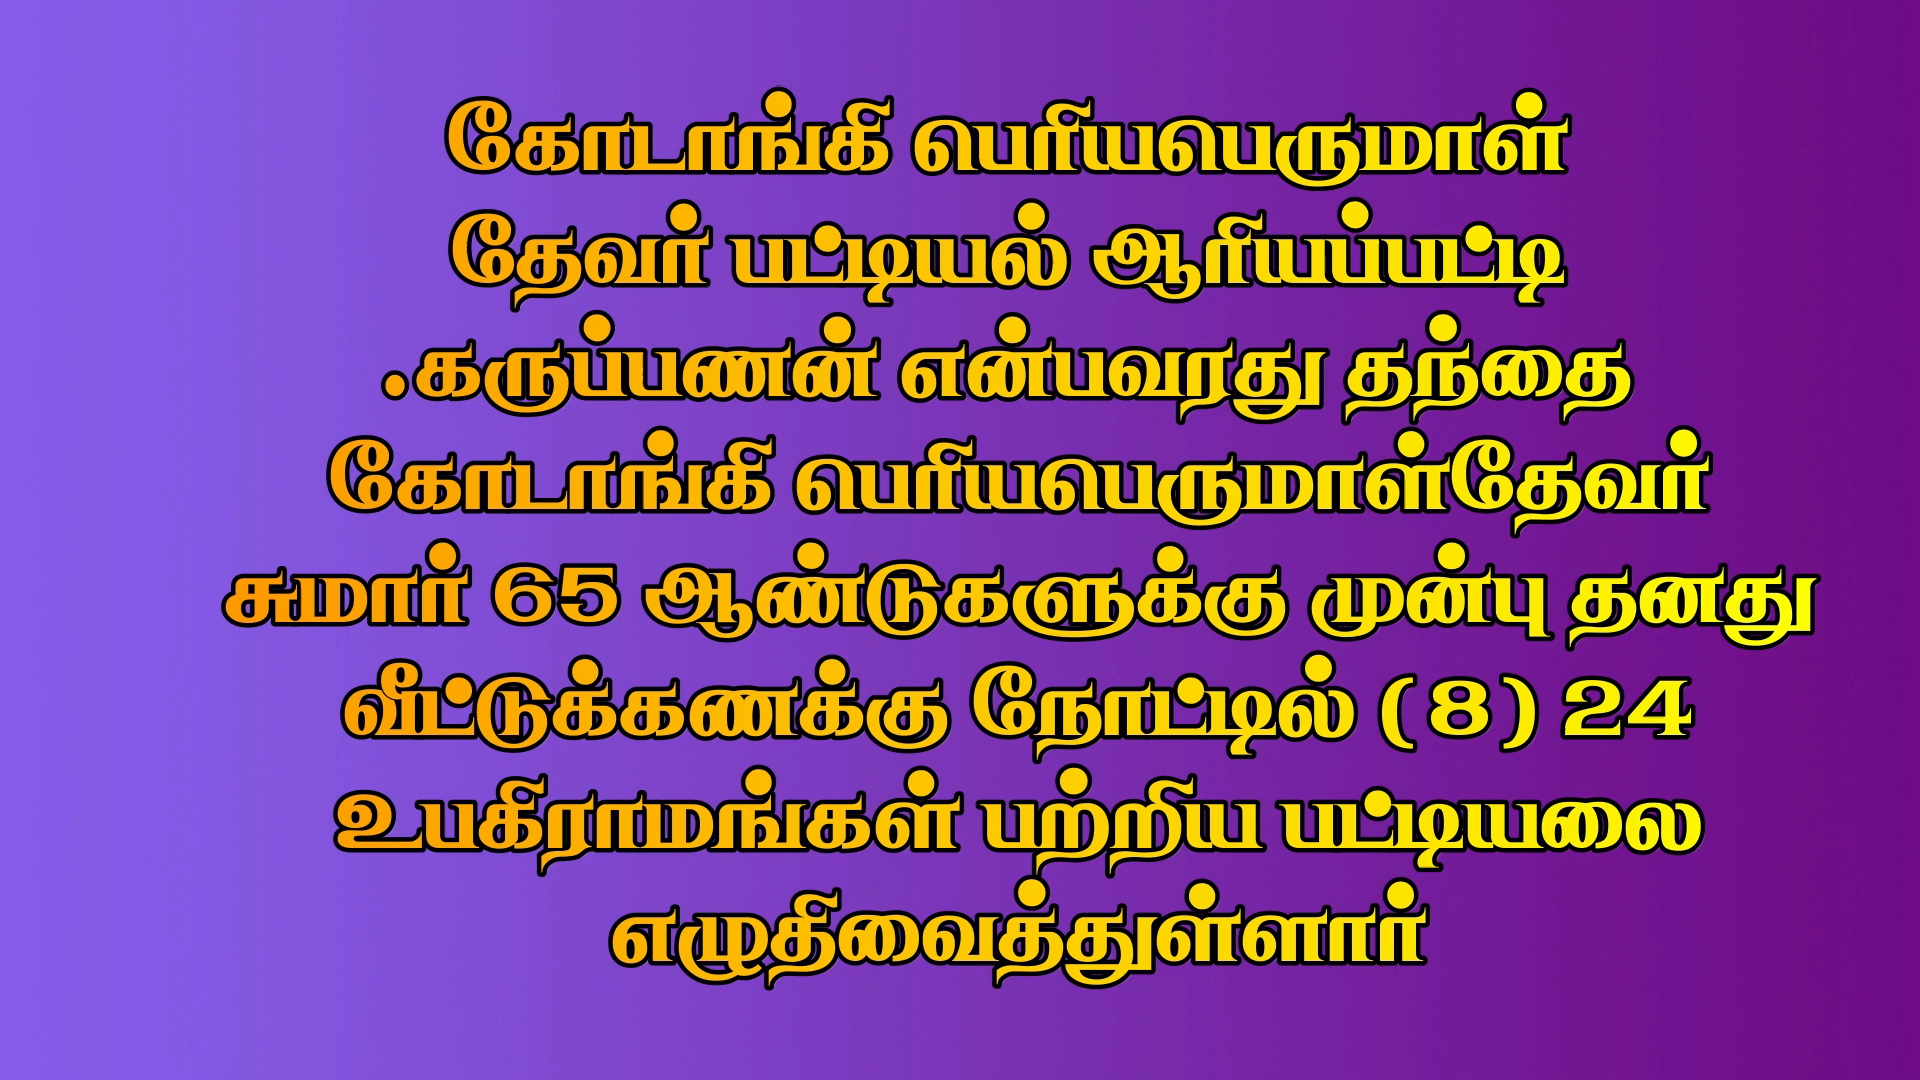 கோடாங்கி பெரியபெருமாள்
தேவர் பட்டியல் ஆரியப்பட்டி
.கருப்பணன் என்பவரது தந்தை
கோடாங்கி பெரியபெருமாள்தேவர்
சுமார் 65 ஆண்டுகளுக்கு முன்பு தனது
வீட்டுக்கணக்கு நோட்டில் (8) 24
உபகிராமங்கள் பற்றிய பட்டியலை
எழுதிவைத்துள்ளார்